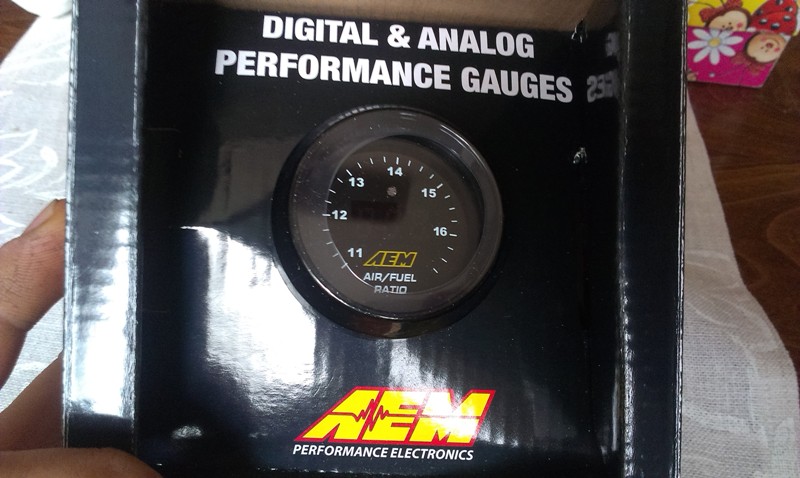 DIGITAL & ANALOG
PERFORMANCE GAUGES
14
13
15
12
16
11
AEM
AIR/FUEL
RATIO
AEM
PERFORMANCE ELECTRONICS